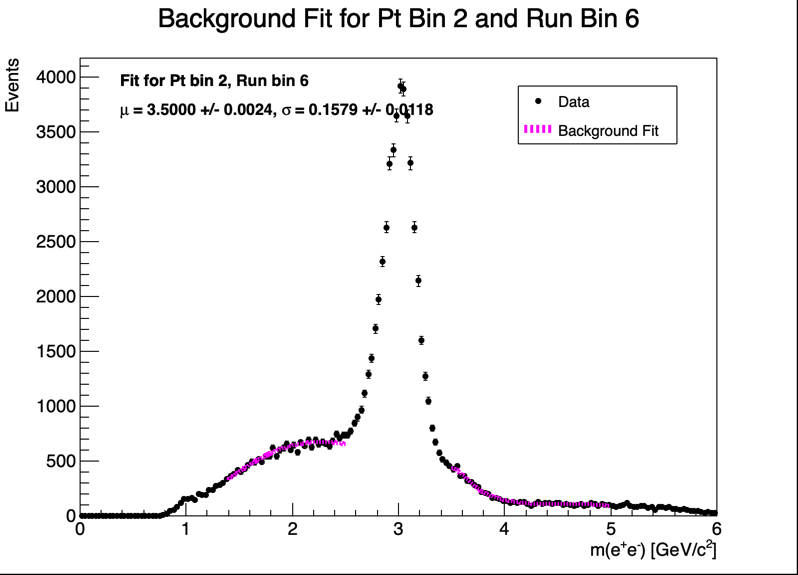 Background Fit for Pt Bin 2 and Run Bin 6
Events
Fit for Pt bin 2, Run bin 6
μ = 3.5000 +/- 0.0024, σ = 0.1579 +/- 0.0118
Data
Background Fit
4000
3500
3000
2500
2000
1500
1000
500
0
0 1 2 3 4 5 6
m(e⁺e⁻) [GeV/c²]